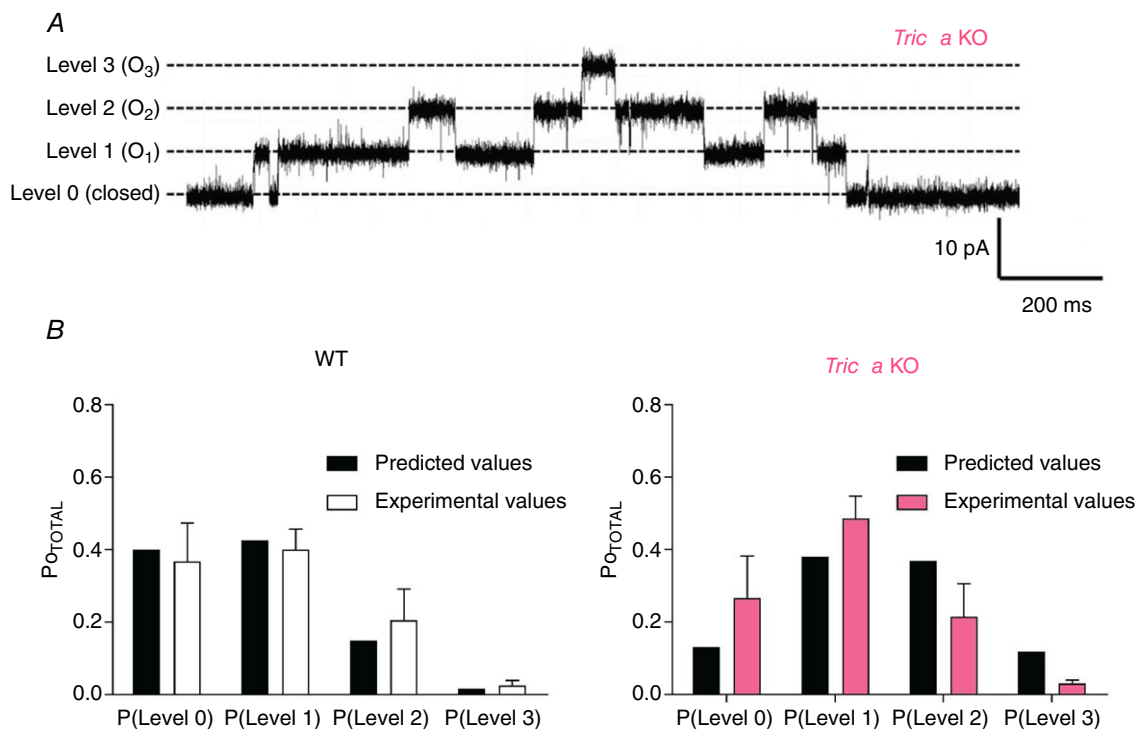 A
Tric a KO
Level 3 (O3)
Level 2 (O2)
Level 1 (O1)
Level 0 (closed)
10 pA
200 ms
B
WT
Tric a KO
0.8
0.6
0.4
0.2
0.0
PoTOTAL
Predicted values
Experimental values
P(Level 0) P(Level 1) P(Level 2) P(Level 3)
0.8
0.6
0.4
0.2
0.0
PoTOTAL
Predicted values
Experimental values
P(Level 0) P(Level 1) P(Level 2) P(Level 3)